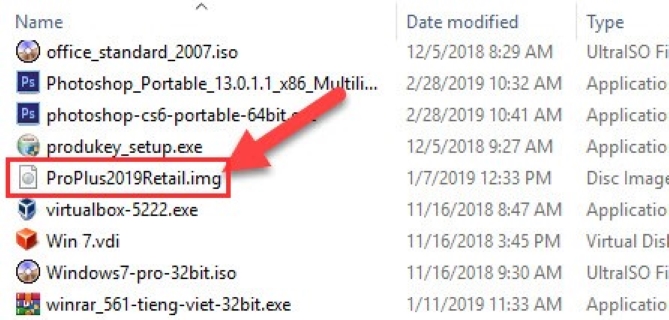 Name Date modified Type
office_standard_2007.iso 12/5/2018 8:29 AM UltraISO Fi
Photoshop_Portable_13.0.1.1_x86_Multili... 2/28/2019 10:32 AM Applicatio
photoshop-cs6-portable-64bit. 2/28/2019 10:41 AM Applicatio
produkey_setup.exe 12/5/2018 9:27 AM Applicatio
ProPlus2019Retail.img 1/7/2019 12:33 PM Disc Image
virtualbox-5222.exe 11/16/2018 8:47 AM Applicatio
Win 7.vdi 11/16/2018 3:45 PM Virtual Dis
Windows7-pro-32bit.iso 11/16/2018 9:30 AM UltraISO Fi
winrar_561-tieng-viet-32bit.exe 1/11/2019 11:33 AM Applicatio